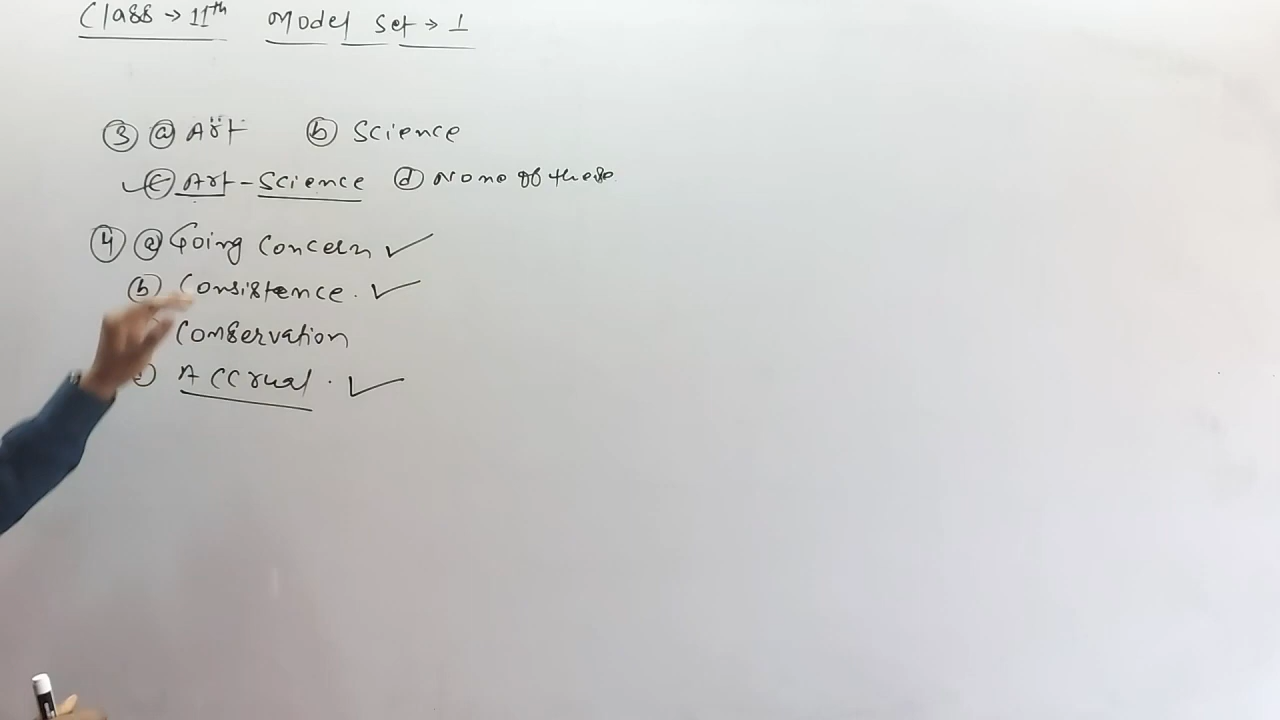 Class → 11th Model Set → 1
③ ⓐ Art ⓑ Science
ⓒ Art - Science ⓓ None of these
④ ⓐ Going Concern ✓
ⓑ Consistence. ✓
Conservation
Accrual. ✓